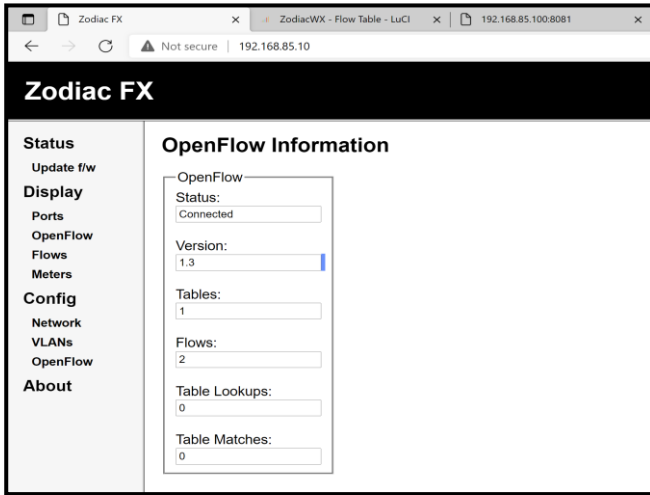 Zodiac FX
ZodiacWX - Flow Table - LuCI
192.168.85.100:8081
Not secure | 192.168.85.10
Zodiac FX
Status
Update f/w
Display
Ports
OpenFlow
Flows
Meters
Config
Network
VLANs
OpenFlow
About
OpenFlow Information
OpenFlow
Status:
Connected
Version:
1.3
Tables:
1
Flows:
2
Table Lookups:
0
Table Matches:
0